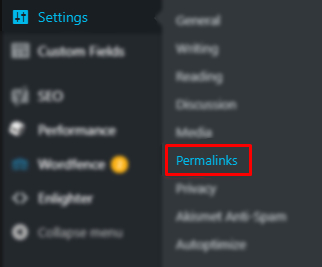 Settings
Custom Fields
SEO
Performance
Wordfence
Enlighter
Collapse menu
General
Writing
Reading
Discussion
Media
Permalinks
Privacy
Akismet Anti-Spam
Autoptimize